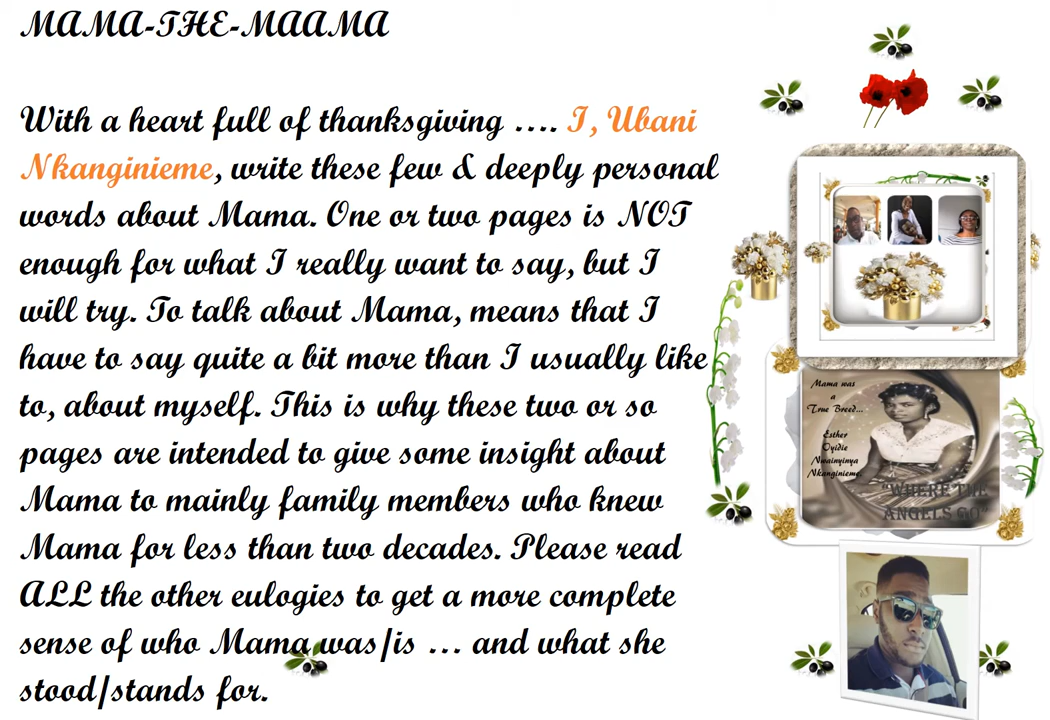 MAMA-THE-MAAMA
With a heart full of thanksgiving .... I, Ubani
Nkanginieme, write these few & deeply personal
words about Mama. One or two pages is NOT
enough for what I really want to say, but I
will try. To talk about Mama, means that I
have to say quite a bit more than I usually like
to, about myself. This is why these two or so
pages are intended to give some insight about
Mama to mainly family members who knew
Mama for less than two decades. Please read
ALL the other eulogies to get a more complete
sense of who Mama was/is ... and what she
stood/stands for.
Mama was
a
True Breed...
Esther
Oyidie
Nwainyinya
Nkanginieme.
"WHERE THE
ANGELS GO"